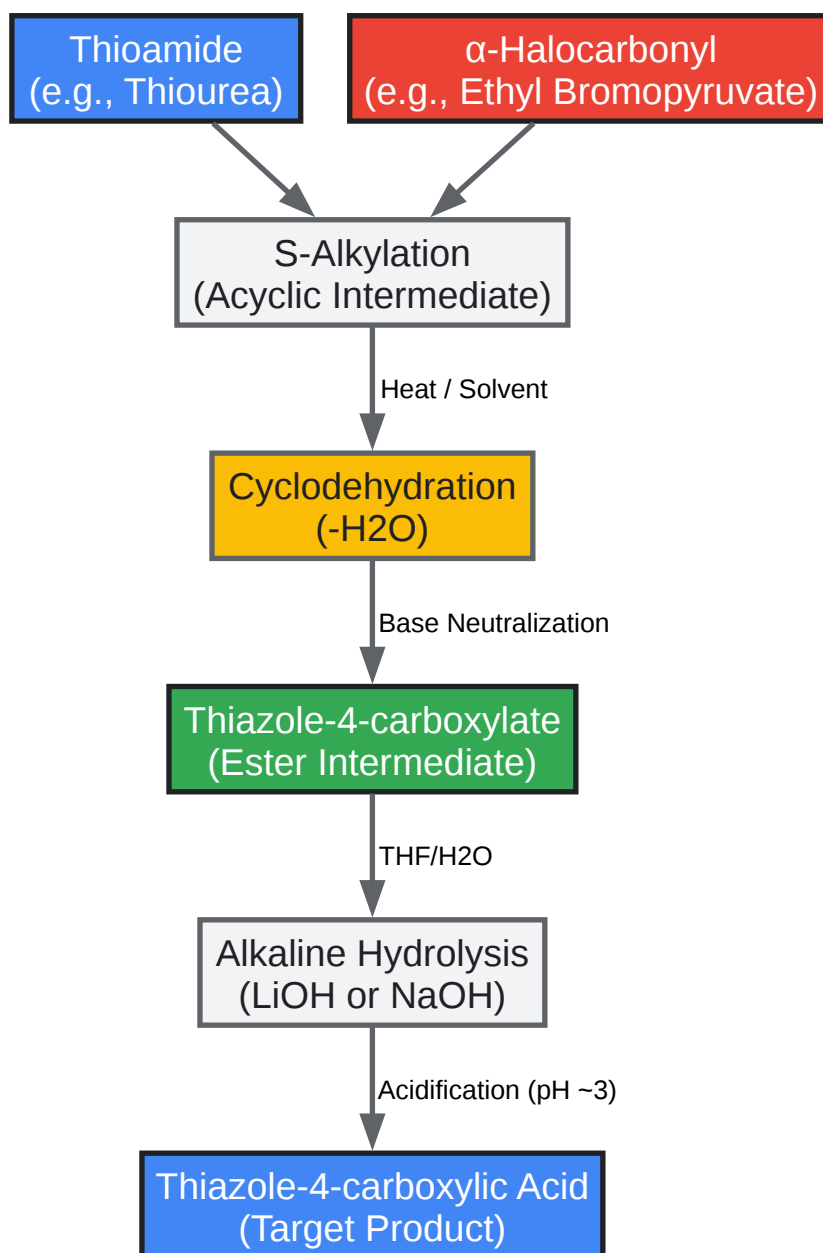 Thioamide
(e.g., Thiourea)
α-Halocarbonyl
(e.g., Ethyl Bromopyruvate)
S-Alkylation
(Acyclic Intermediate)
Heat / Solvent
Cyclodehydration
(-H2O)
Base Neutralization
Thiazole-4-carboxylate
(Ester Intermediate)
THF/H2O
Alkaline Hydrolysis
(LiOH or NaOH)
Acidification (pH ~3)
Thiazole-4-carboxylic Acid
(Target Product)